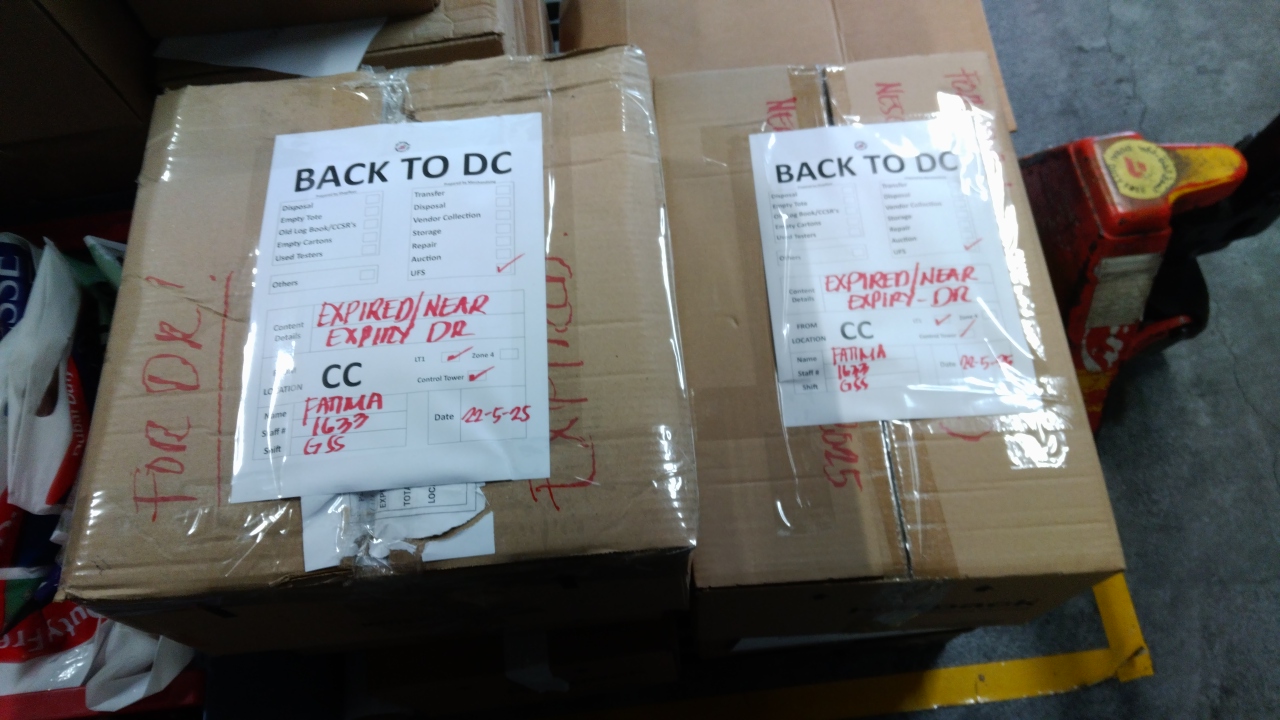 BACK TO DC
Disposal
Empty Tote
Old Log Book/CCSR's
Empty Cartons
Used Testers
Others
Transfer
Disposal
Vendor Collection
Storage
Repair
Auction
UFS
Content Details
EXPIRED/NEAR
EXPIRY DR
LOCATION
CC
LT1
Zone 4
Control Tower
Name FATIMA
Staff # 1633
Shift GSS
Date 22-5-25
FOR DR!
BACK TO DC
Disposal
Empty Tote
Old Log Book/CCSR's
Empty Cartons
Used Testers
Others
Transfer
Disposal
Vendor Collection
Storage
Repair
Auction
UFS
Content Details
EXPIRED/NEAR
EXPIRY-DR
FROM
LOCATION
CC
Name FATIMA
Staff # 1633
Shift GSS
Date 22-5-25